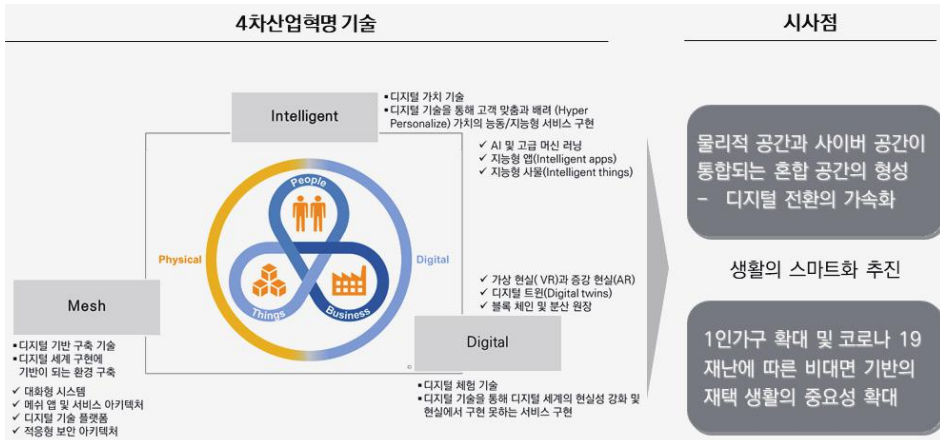 4차산업혁명 기술
시사점
Intelligent
▪디지털 가치 기술
▪디지털 기술을 통해 고객 맞춤과 배려 (Hyper
Personalize) 가치의 능동/지능형 서비스 구현
✓ AI 및 고급 머신 러닝
✓ 지능형 앱(Intelligent apps)
✓ 지능형 사물(Intelligent things)
People
Physical
Digital
Things
Business
Mesh
▪디지털 기반 구축 기술
▪디지털 세계 구현에
기반이 되는 환경 구축
✓ 대화형 시스템
✓ 메쉬 앱 및 서비스 아키텍처
✓ 디지털 기술 플랫폼
✓ 적응형 보안 아키텍처
✓ 가상 현실( VR)과 증강 현실(AR)
✓ 디지털 트윈(Digital twins)
✓ 블록 체인 및 분산 원장
Digital
▪디지털 체험 기술
▪디지털 기술을 통해 디지털 세계의 현실성 강화 및
현실에서 구현 못하는 서비스 구현
물리적 공간과 사이버 공간이
통합되는 혼합 공간의 형성
– 디지털 전환의 가속화
생활의 스마트화 추진
1인가구 확대 및 코로나 19
재난에 따른 비대면 기반의
재택 생활의 중요성 확대